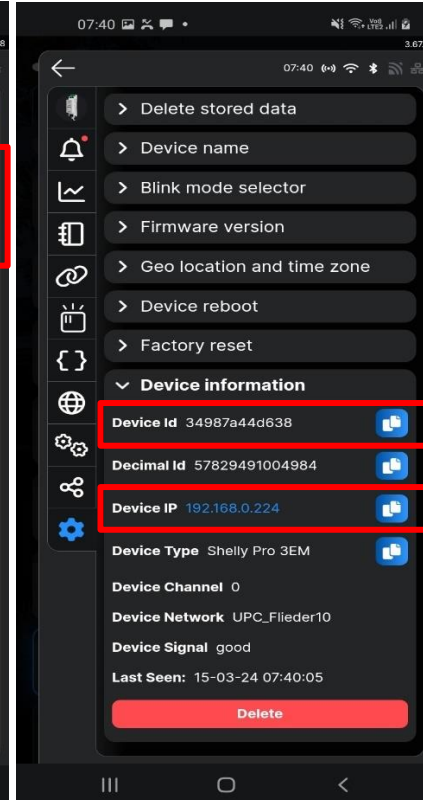 07:40
8
3.67
07:40
Delete stored data
Device name
Blink mode selector
Firmware version
Geo location and time zone
Device reboot
Factory reset
Device information
Device Id 34987a44d638
Decimal Id 57829491004984
Device IP 192.168.0.224
Device Type Shelly Pro 3EM
Device Channel 0
Device Network UPC_Flieder10
Device Signal good
Last Seen: 15-03-24 07:40:05
Delete